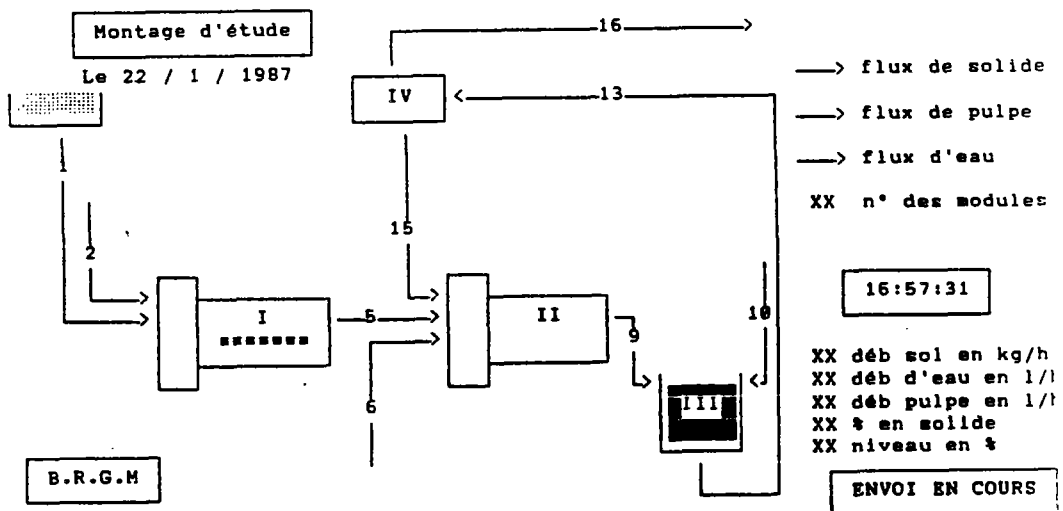 Montage d'étude
Le 22 / 1 / 1987
16
IV
13
flux de solide
flux de pulpe
flux d'eau
XX n° des modules
1
2
15
16:57:31
I
5
II
9
10
6
III
XX déb sol en kg/h
XX déb d'eau en l/h
XX déb pulpe en l/h
XX % en solide
XX niveau en %
B.R.G.M
ENVOI EN COURS